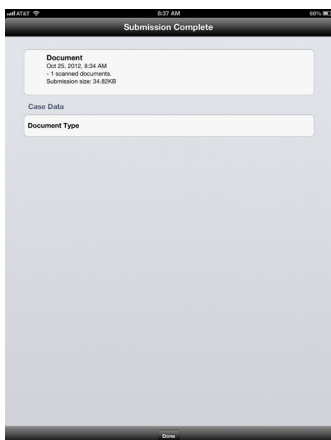 AT&T 8:37 AM 69%
Submission Complete
Document
Oct 25, 2012, 8:34 AM
- 1 scanned documents.
Submission size: 34.82KB
Case Data
Document Type
Done